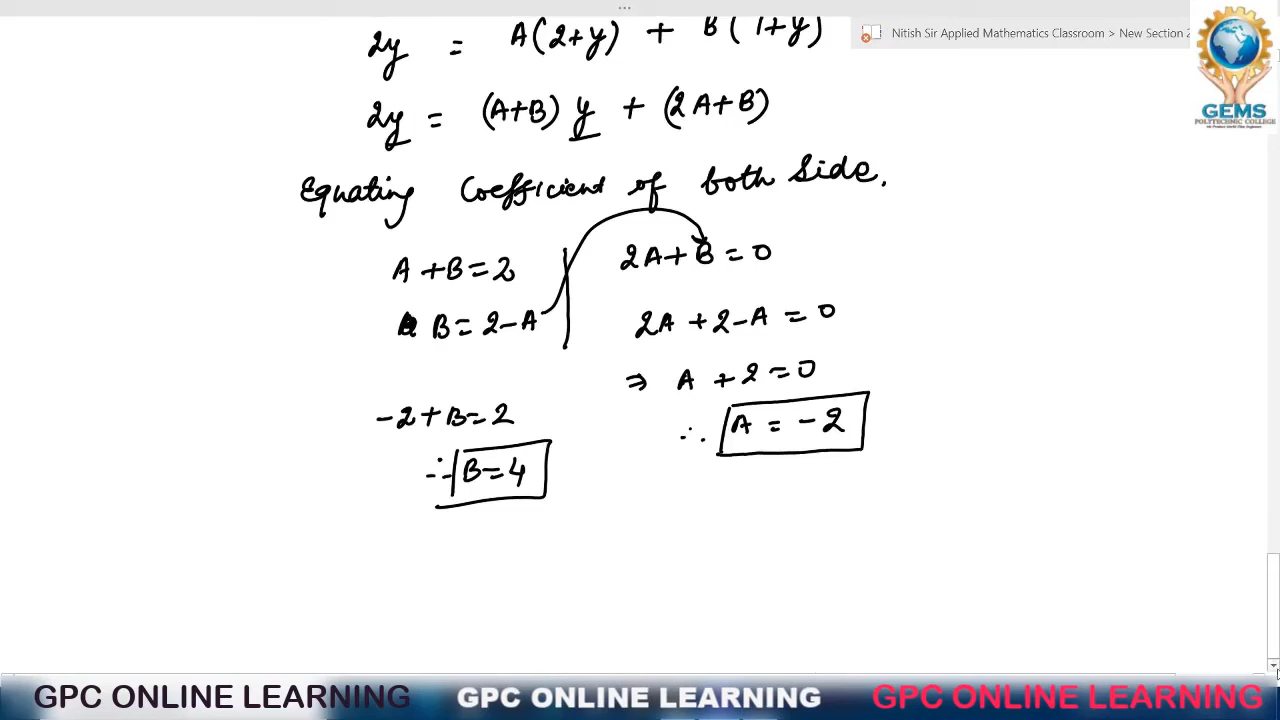 2y = A(2+y) + B(1+y)
Nitish Sir Applied Mathematics Classroom > New Section 2
GEMS
POLYTECHNIC COLLEGE
2y = (A+B) y + (2A+B)
Equating Coefficient of both Side.
A + B = 2
2A + B = 0
B = 2 - A
2A + 2 - A = 0
⇒ A + 2 = 0
-2 + B = 2
∴ A = -2
∴ B = 4
GPC ONLINE LEARNING GPC ONLINE LEARNING GPC ONLINE LEARNING